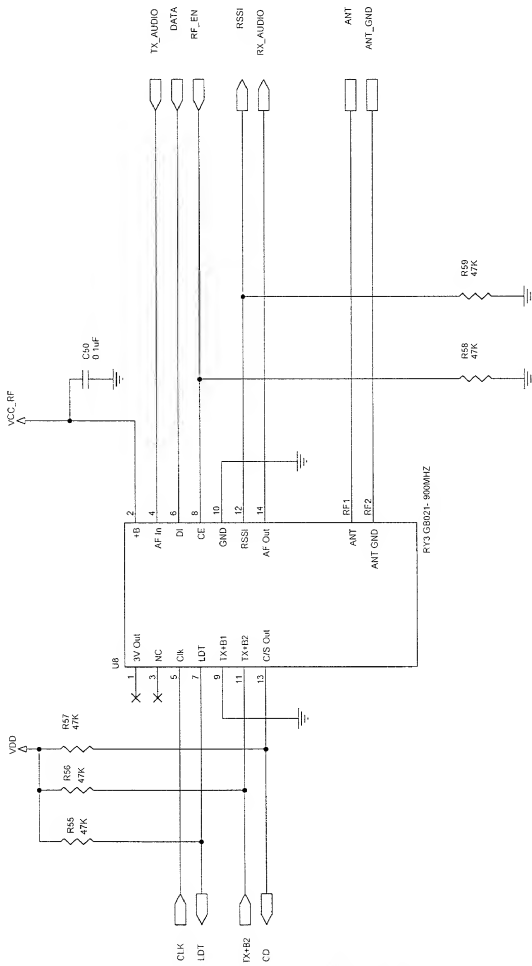 TX_AUDIO
DATA
RF_EN
RSSI
RX_AUDIO
ANT
ANT_GND
VCC_RF
C50
0.1uF
R59
47K
R58
47K
2
4
6
8
10
12
14
RF1
RF2
+B
AF In
DI
CE
GND
RSSI
AF Out
ANT
ANT GND
RY3 GB021- 900MHZ
U8
3V Out
NC
Clk
LDT
TX+B1
TX+B2
C/S Out
1
3
5
7
9
11
13
VDD
R57
47K
R56
47K
R55
47K
CLK
LDT
TX+B2
CD